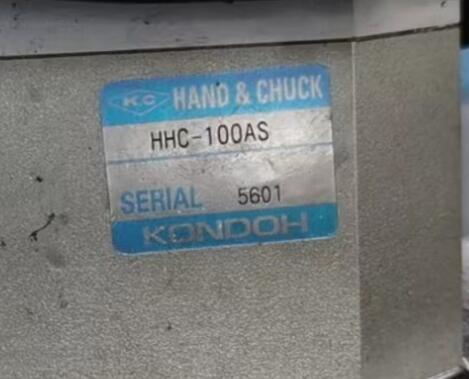 K.C HAND & CHUCK
HHC-100AS
SERIAL 5601
KONDOH